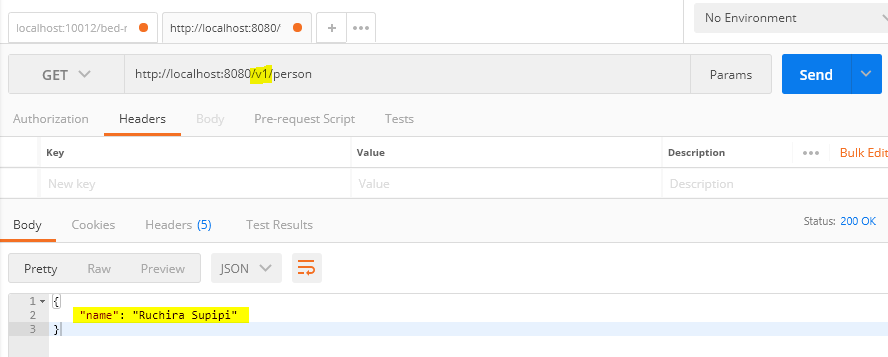 localhost:10012/bed-r http://localhost:8080/ + ••• No Environment
GET http://localhost:8080/v1/person Params Send
Authorization Headers Body Pre-request Script Tests
Key Value Description ••• Bulk Edit
New key Value Description
Body Cookies Headers (5) Test Results Status: 200 OK
Pretty Raw Preview JSON
1 {
2 "name": "Ruchira Supipi"
3 }